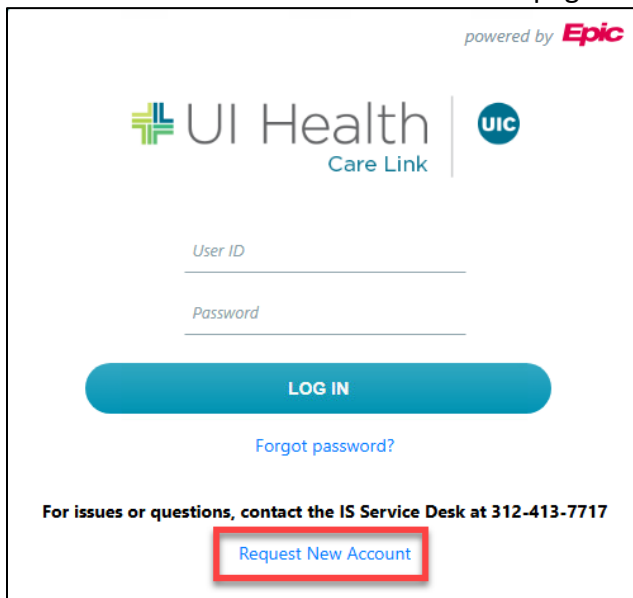 powered by Epic
UI Health
Care Link
UIC
User ID
Password
LOG IN
Forgot password?
For issues or questions, contact the IS Service Desk at 312-413-7717
Request New Account